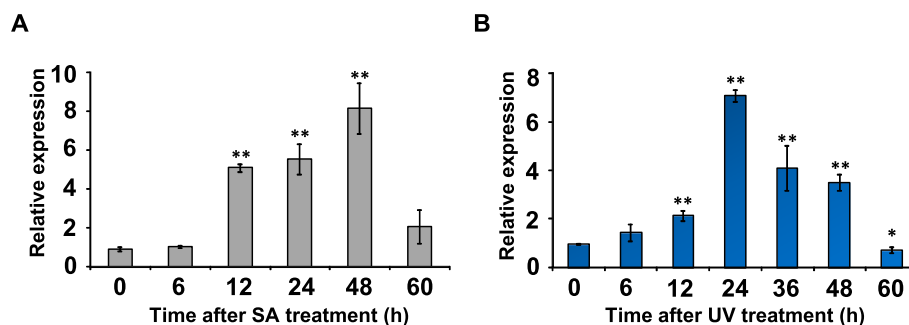 A
Relative expression
10
8
6
4
2
0
**
**
**
0 6 12 24 48 60
Time after SA treatment (h)
B
Relative expression
8
6
4
2
0
**
**
**
**
*
0 6 12 24 36 48 60
Time after UV treatment (h)